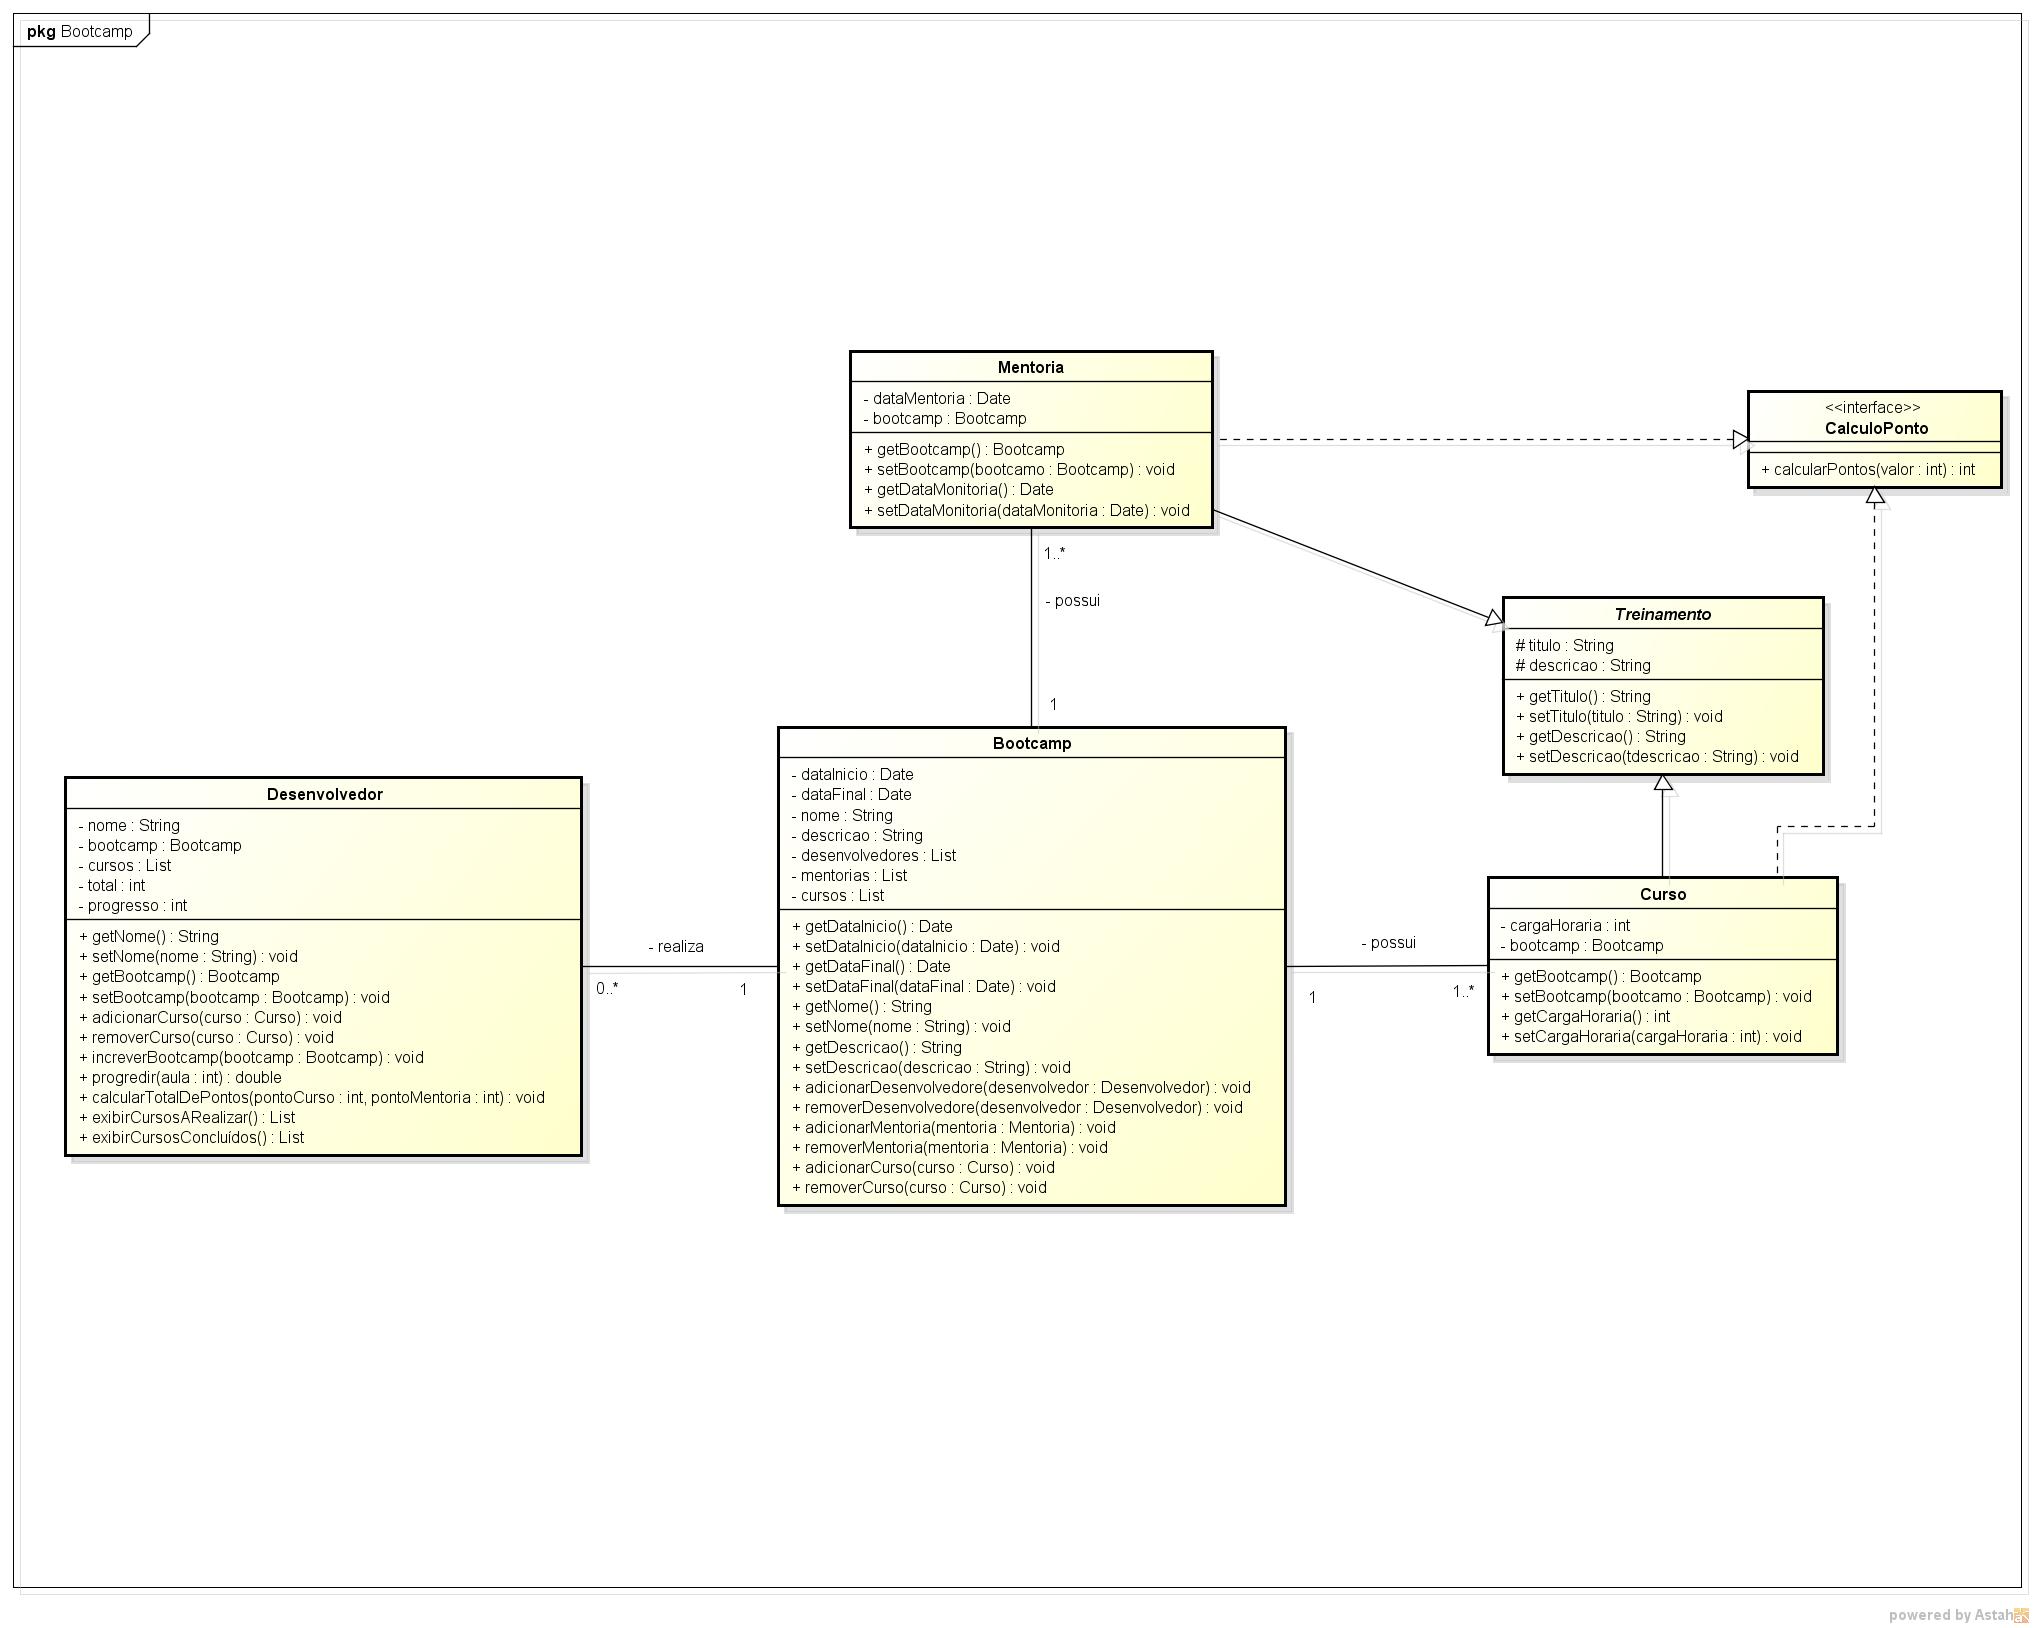 pkg Bootcamp
Mentoria
- dataMentoria : Date
- bootcamp : Bootcamp
+ getBootcamp() : Bootcamp
+ setBootcamp(bootcamo : Bootcamp) : void
+ getDataMonitoria() : Date
+ setDataMonitoria(dataMonitoria : Date) : void
<<interface>>
CalculoPonto
+ calcularPontos(valor : int) : int
1..*
- possui
1
Treinamento
# titulo : String
# descricao : String
+ getTitulo() : String
+ setTitulo(titulo : String) : void
+ getDescricao() : String
+ setDescricao(tdescricao : String) : void
Desenvolvedor
- nome : String
- bootcamp : Bootcamp
- cursos : List
- total : int
- progresso : int
+ getNome() : String
+ setNome(nome : String) : void
+ getBootcamp() : Bootcamp
+ setBootcamp(bootcamp : Bootcamp) : void
+ adicionarCurso(curso : Curso) : void
+ removerCurso(curso : Curso) : void
+ increverBootcamp(bootcamp : Bootcamp) : void
+ progredir(aula : int) : double
+ calcularTotalDePontos(pontoCurso : int, pontoMentoria : int) : void
+ exibirCursosARealizar() : List
+ exibirCursosConcluídos() : List
- realiza
0..*
1
Bootcamp
- dataInicio : Date
- dataFinal : Date
- nome : String
- descricao : String
- desenvolvedores : List
- mentorias : List
- cursos : List
+ getDataInicio() : Date
+ setDataInicio(dataInicio : Date) : void
+ getDataFinal() : Date
+ setDataFinal(dataFinal : Date) : void
+ getNome() : String
+ setNome(nome : String) : void
+ getDescricao() : String
+ setDescricao(descricao : String) : void
+ adicionarDesenvolvedore(desenvolvedor : Desenvolvedor) : void
+ removerDesenvolvedore(desenvolvedor : Desenvolvedor) : void
+ adicionarMentoria(mentoria : Mentoria) : void
+ removerMentoria(mentoria : Mentoria) : void
+ adicionarCurso(curso : Curso) : void
+ removerCurso(curso : Curso) : void
- possui
1
1..*
Curso
- cargaHoraria : int
- bootcamp : Bootcamp
+ getBootcamp() : Bootcamp
+ setBootcamp(bootcamo : Bootcamp) : void
+ getCargaHoraria() : int
+ setCargaHoraria(cargaHoraria : int) : void
powered by Astah